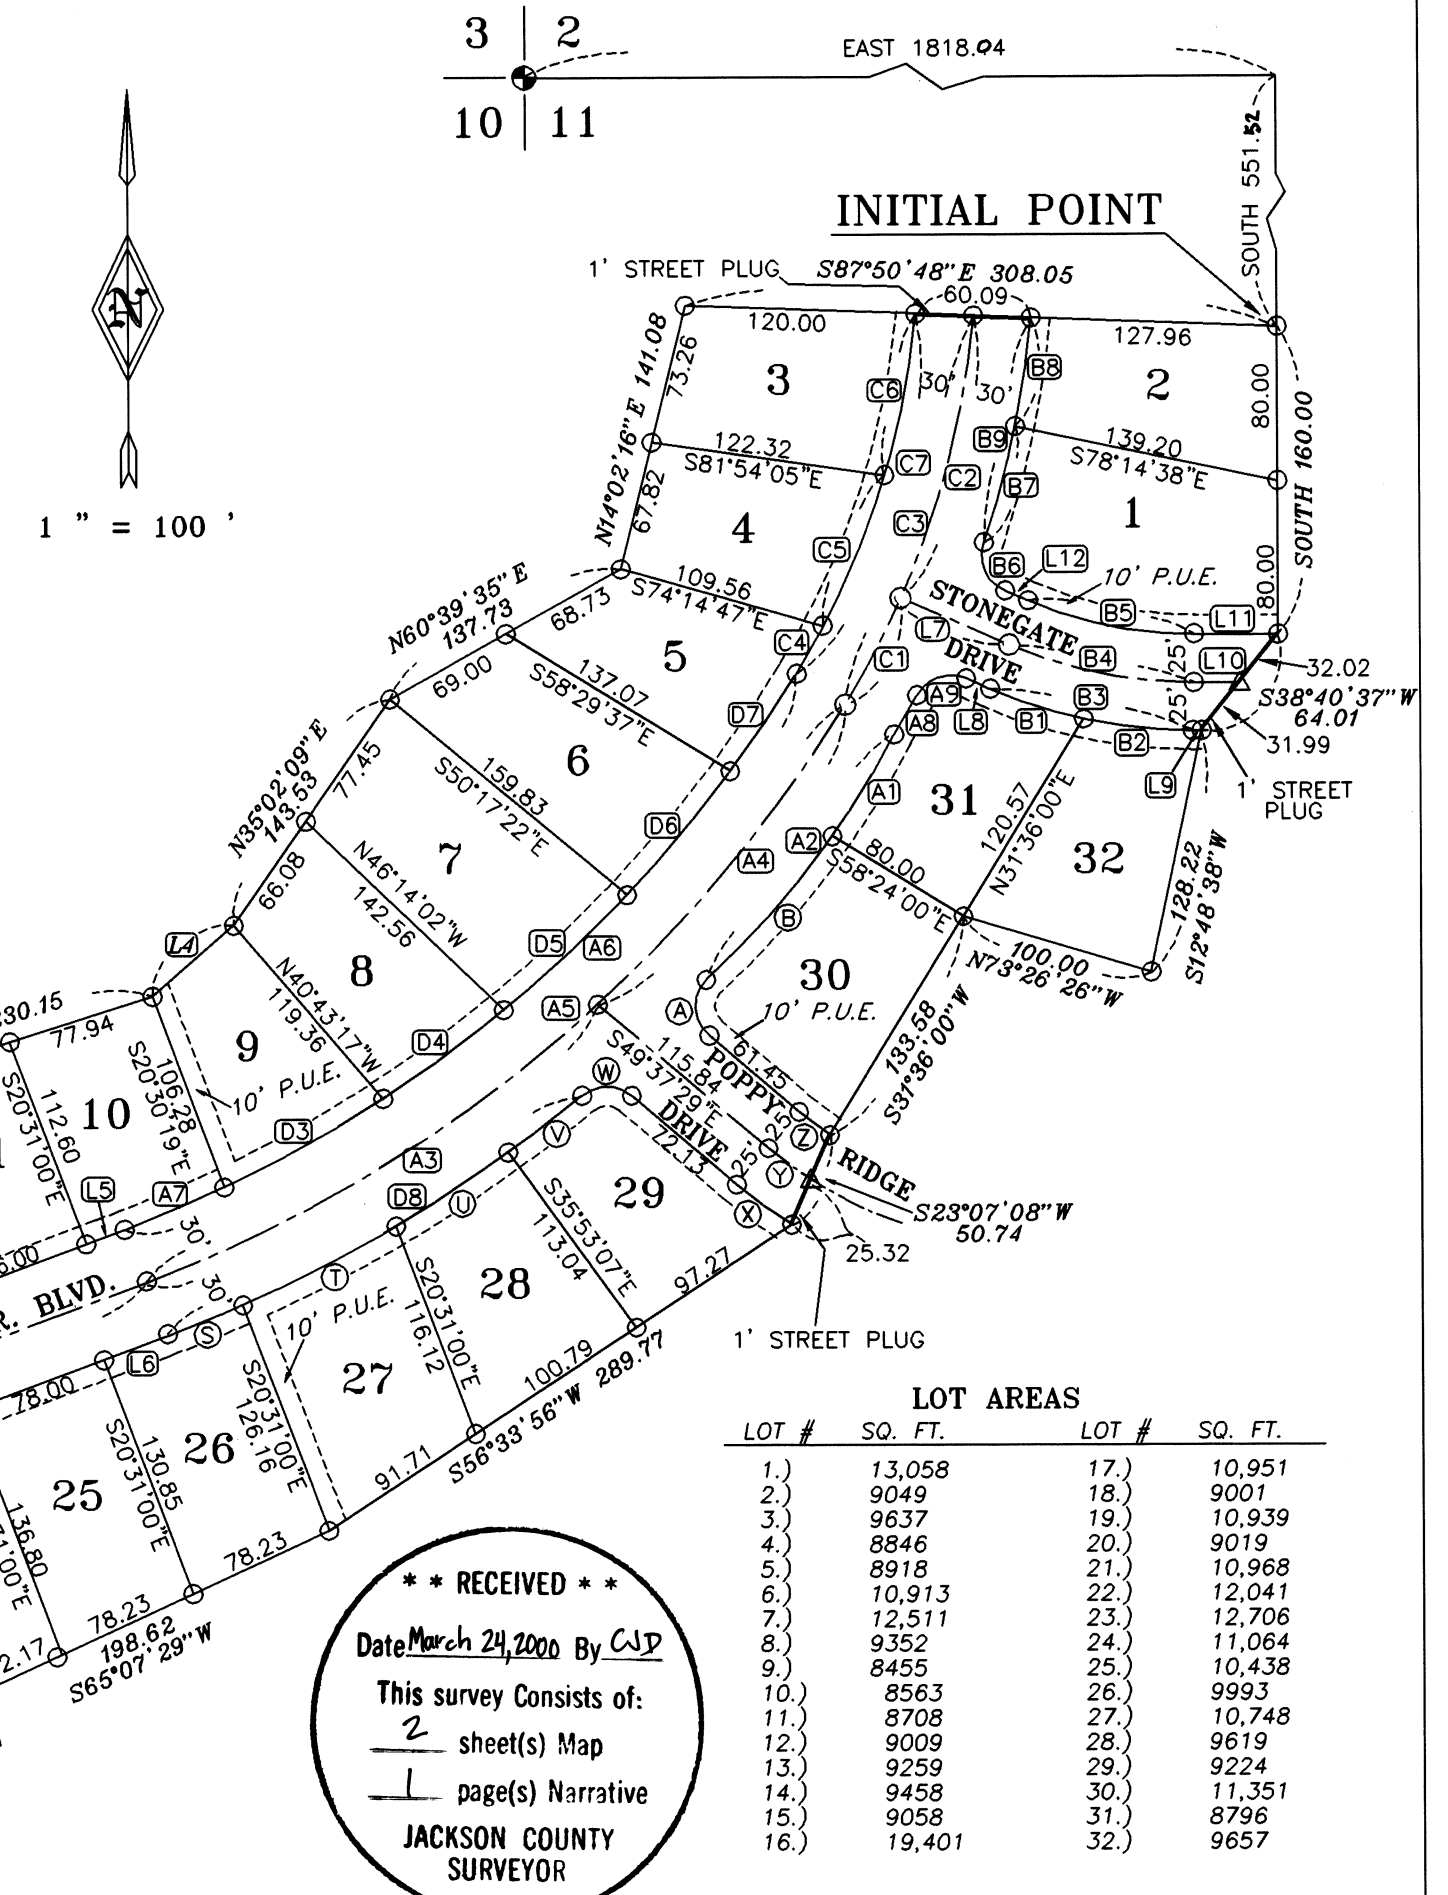 3 2
10 11
EAST 1818.04
SOUTH 551.52
INITIAL POINT
1' STREET PLUG
S87°50'48"E 308.05
60.09
120.00
127.96
N
1 " = 100 '
N14°02'16"E 141.08
73.26
67.82
3
C6
30'
30'
B8
2
80.00
SOUTH 160.00
122.32
S81°54'05"E
C7
C2
B9
139.20
S78°14'38"E
B7
1
4
C3
C5
B6
L12
10' P.U.E.
80.00
109.56
S74°14'47"E
B5
L11
N60°39'35"E
137.73
68.73
69.00
STONEGATE
DRIVE
L7
B4
25'
25'
L10
32.02
S38°40'37"W
64.01
31.99
5
C4
C1
137.07
S58°29'37"E
D7
A9
A8
L8
B1
B3
B2
L9
1' STREET
PLUG
N35°02'09"E
143.53
77.45
66.08
6
159.83
S50°17'22"E
D6
A1
31
120.57
N31°36'00"E
32
128.22
S12°48'38"W
7
A2
A4
80.00
S58°24'00"E
N46°14'02"W
142.56
B
100.00
N73°26'26"W
L4
8
D5
A6
30
10' P.U.E.
330.15
77.94
N40°43'17"W
119.36
A5
A
133.58
S31°36'00"W
9
D4
61.45
POPPY
RIDGE
DRIVE
115.84
S49°37'29"E
S20°31'00"E
112.60
106.28
S20°30'19"E
10' P.U.E.
10
W
25'
25'
Z
Y
72.13
D3
V
A3
X
S23°07'08"W
50.74
25.32
L5
A7
D8
U
29
S35°53'07"E
113.04
30'
30'
R. BLVD.
T
28
97.27
S20°31'00"E
116.12
10' P.U.E.
1' STREET PLUG
S
L6
78.00
27
100.79
S56°33'56"W 289.77
S20°31'00"E
126.16
26
130.85
S20°31'00"E
91.71
25
136.80
78.23
78.23
198.62
S65°07'29"W
2.17
LOT AREAS
LOT # SQ. FT. LOT # SQ. FT.
1.) 13,058 17.) 10,951
2.) 9049 18.) 9001
3.) 9637 19.) 10,939
4.) 8846 20.) 9019
5.) 8918 21.) 10,968
6.) 10,913 22.) 12,041
7.) 12,511 23.) 12,706
8.) 9352 24.) 11,064
9.) 8455 25.) 10,438
10.) 8563 26.) 9993
11.) 8708 27.) 10,748
12.) 9009 28.) 9619
13.) 9259 29.) 9224
14.) 9458 30.) 11,351
15.) 9058 31.) 8796
16.) 19,401 32.) 9657
* * RECEIVED * *
Date March 24, 2000 By CJD
This survey Consists of:
2 sheet(s) Map
1 page(s) Narrative
JACKSON COUNTY
SURVEYOR